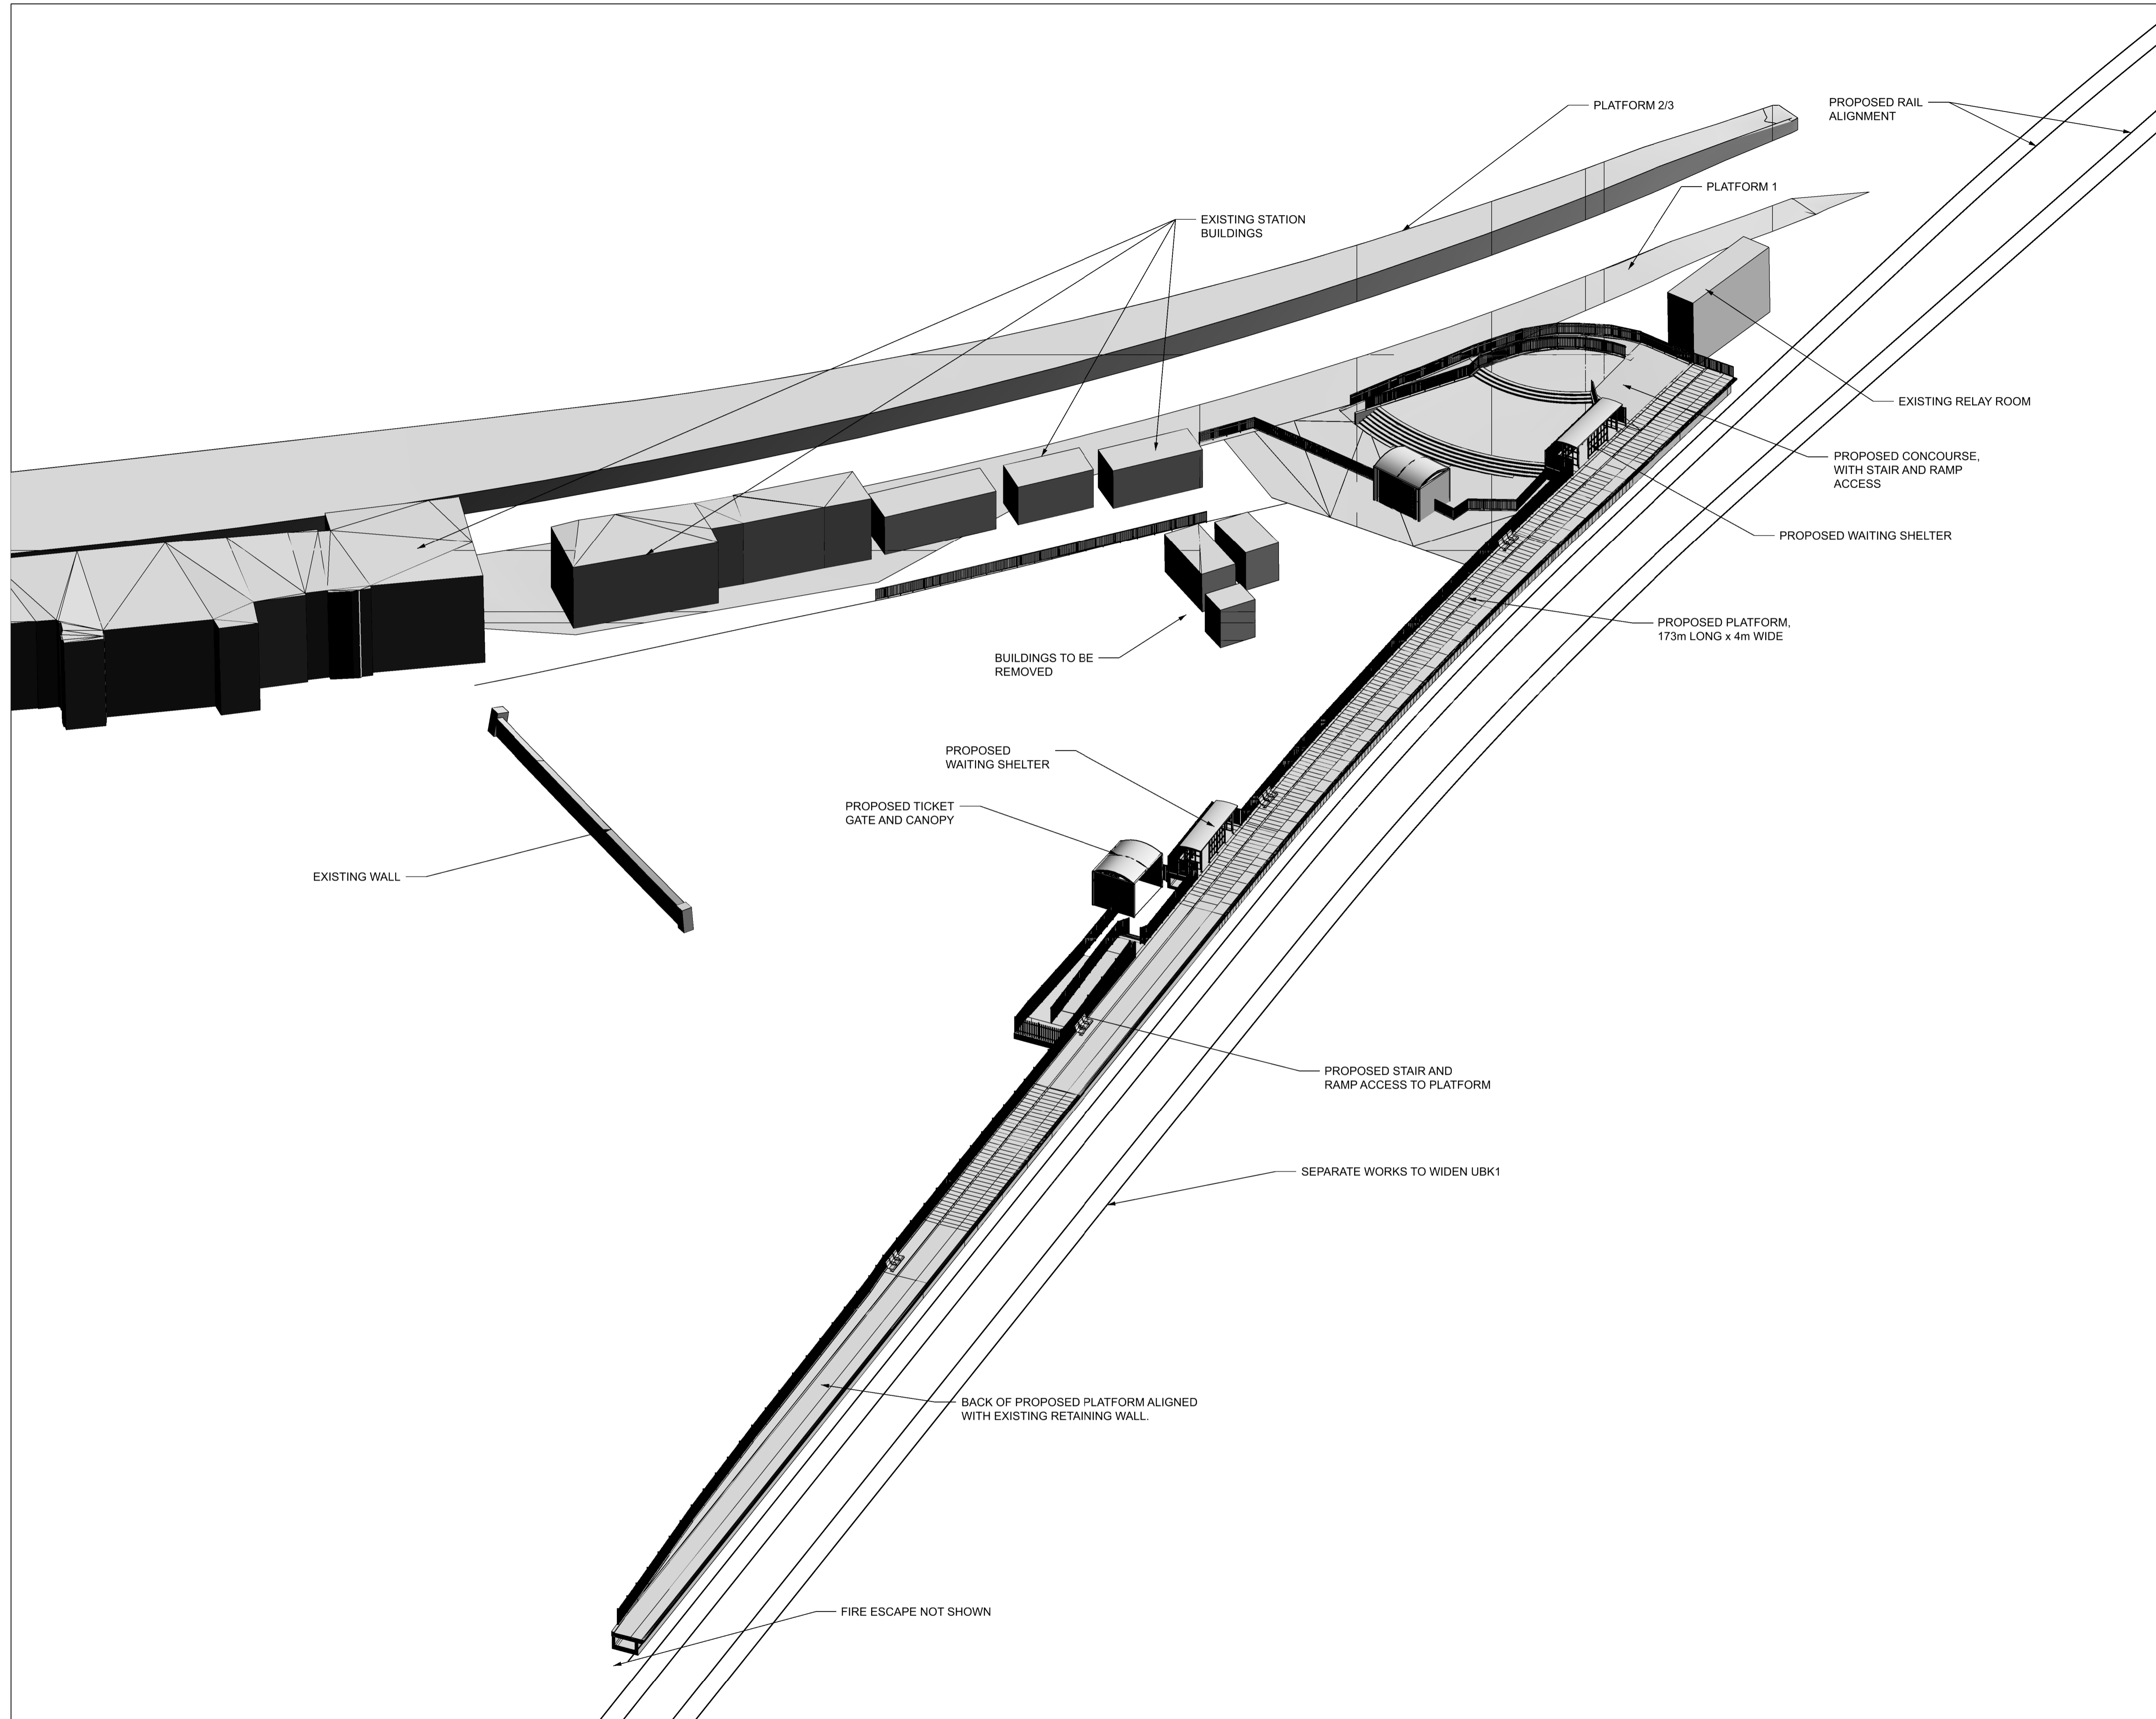 PLATFORM 2/3
PROPOSED RAIL
ALIGNMENT
PLATFORM 1
EXISTING STATION
BUILDINGS
EXISTING RELAY ROOM
PROPOSED CONCOURSE,
WITH STAIR AND RAMP
ACCESS
PROPOSED WAITING SHELTER
PROPOSED PLATFORM,
173m LONG x 4m WIDE
BUILDINGS TO BE
REMOVED
PROPOSED
WAITING SHELTER
PROPOSED TICKET
GATE AND CANOPY
EXISTING WALL
PROPOSED STAIR AND
RAMP ACCESS TO PLATFORM
SEPARATE WORKS TO WIDEN UBK1
BACK OF PROPOSED PLATFORM ALIGNED
WITH EXISTING RETAINING WALL.
FIRE ESCAPE NOT SHOWN